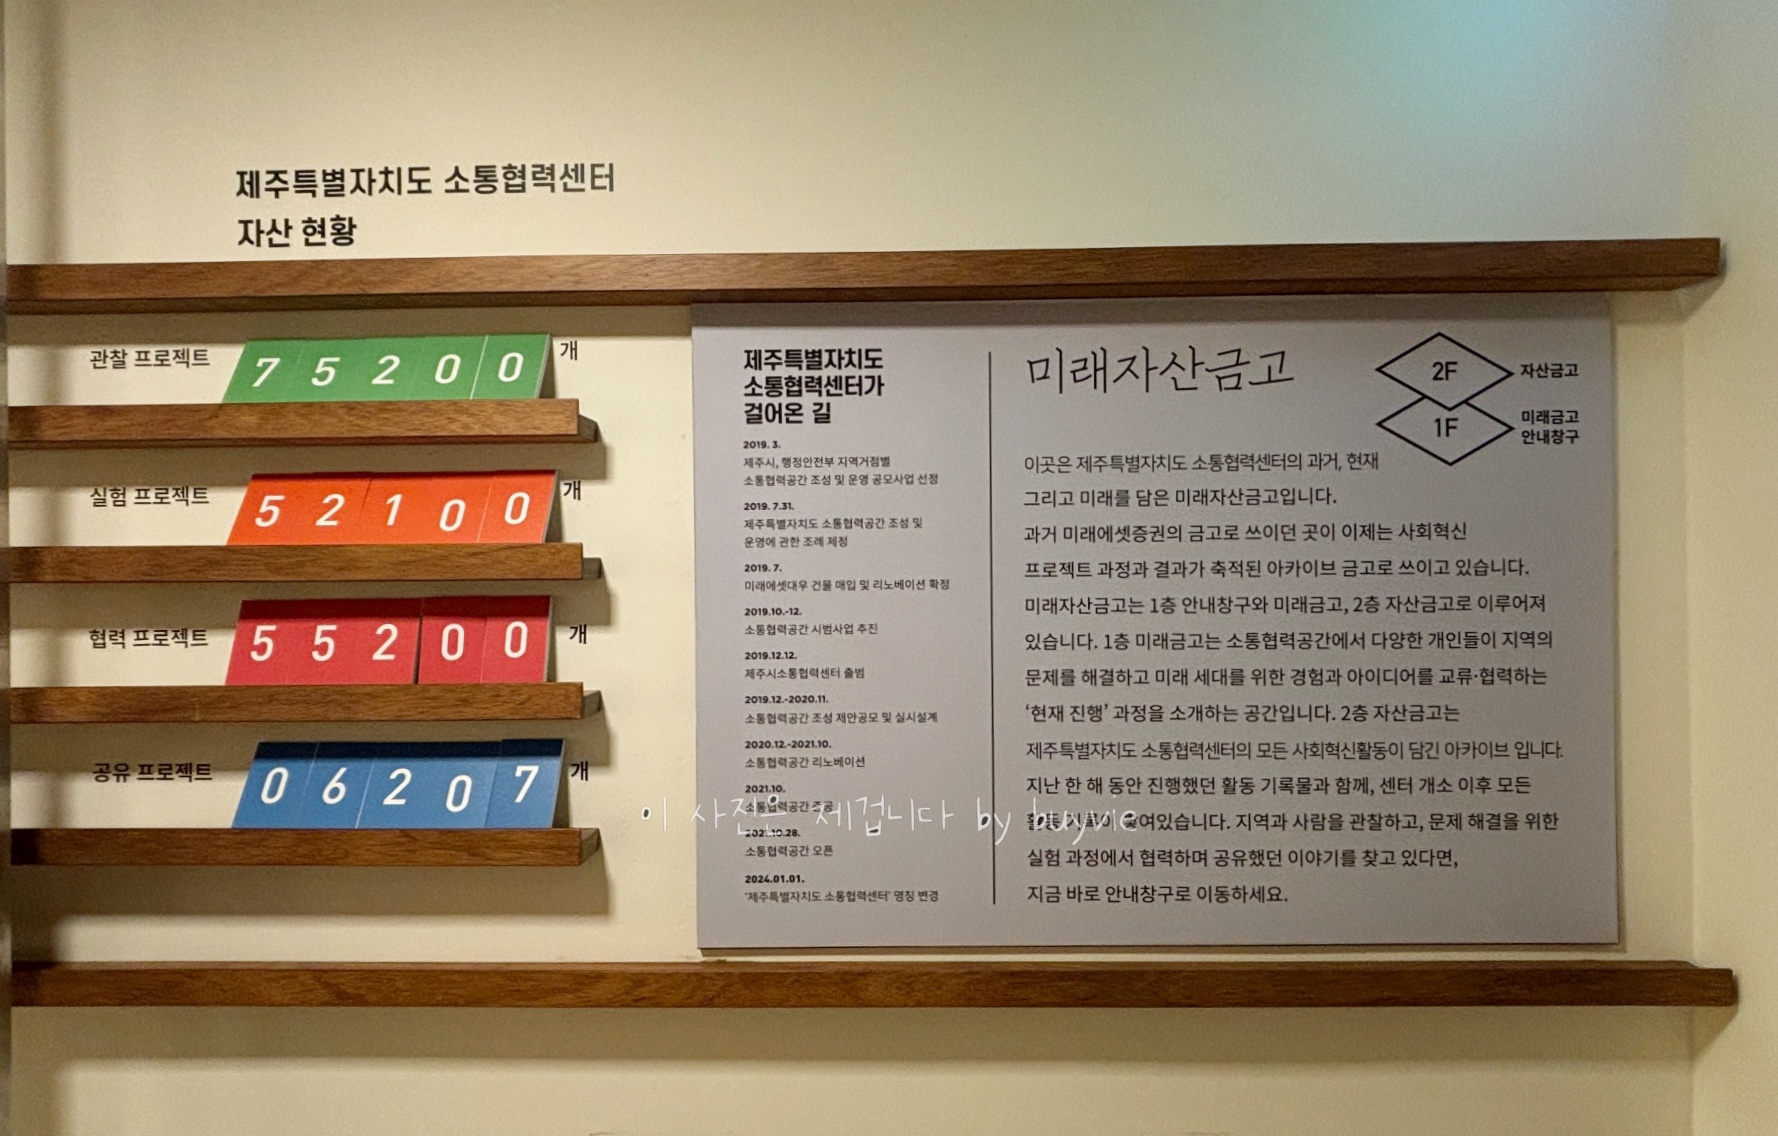 제주특별자치도 소통협력센터
자산 현황
관찰 프로젝트 75200 개
실험 프로젝트 52100 개
협력 프로젝트 55200 개
공유 프로젝트 06207 개
제주특별자치도
소통협력센터가
걸어온 길
2019. 3.
제주시, 행정안전부 지역거점별
소통협력공간 조성 및 운영 공모사업 선정
2019. 7.31.
제주특별자치도 소통협력공간 조성 및
운영에 관한 조례 제정
2019. 7.
미래에셋대우 건물 매입 및 리노베이션 확정
2019.10.-12.
소통협력공간 시범사업 추진
2019.12.12.
제주시소통협력센터 출범
2019.12.-2020.11.
소통협력공간 조성 제안공모 및 실시설계
2020.12.-2021.10.
소통협력공간 리노베이션
2021.10.
소통협력공간 준공
2021.10.28.
소통협력공간 오픈
2024.01.01.
'제주특별자치도 소통협력센터' 명칭 변경
미래자산금고
2F 자산금고
1F 미래금고
안내창구
이곳은 제주특별자치도 소통협력센터의 과거, 현재
그리고 미래를 담은 미래자산금고입니다.
과거 미래에셋증권의 금고로 쓰이던 곳이 이제는 사회혁신
프로젝트 과정과 결과가 축적된 아카이브 금고로 쓰이고 있습니다.
미래자산금고는 1층 안내창구와 미래금고, 2층 자산금고로 이루어져
있습니다. 1층 미래금고는 소통협력공간에서 다양한 개인들이 지역의
문제를 해결하고 미래 세대를 위한 경험과 아이디어를 교류·협력하는
‘현재 진행’ 과정을 소개하는 공간입니다. 2층 자산금고는
제주특별자치도 소통협력센터의 모든 사회혁신활동이 담긴 아카이브 입니다.
지난 한 해 동안 진행했던 활동 기록물과 함께, 센터 개소 이후 모든
활동 기록이 모여있습니다. 지역과 사람을 관찰하고, 문제 해결을 위한
실험 과정에서 협력하며 공유했던 이야기를 찾고 있다면,
지금 바로 안내창구로 이동하세요.
이 사진은 제겁니다 by buyvie